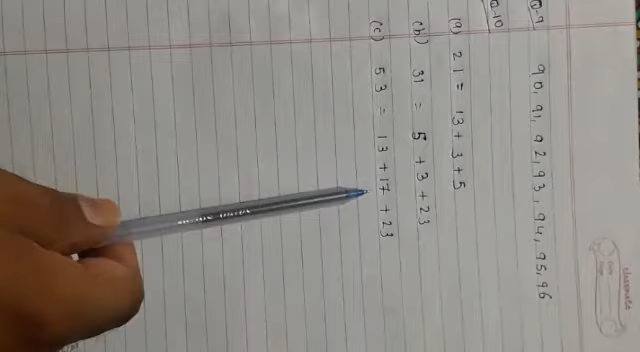 Q-9 90, 91, 92, 93, 94, 95, 96
Q-10
(a) 21 = 13 + 3 + 5
(b) 31 = 5 + 3 + 23
(c) 53 = 13 + 17 + 23